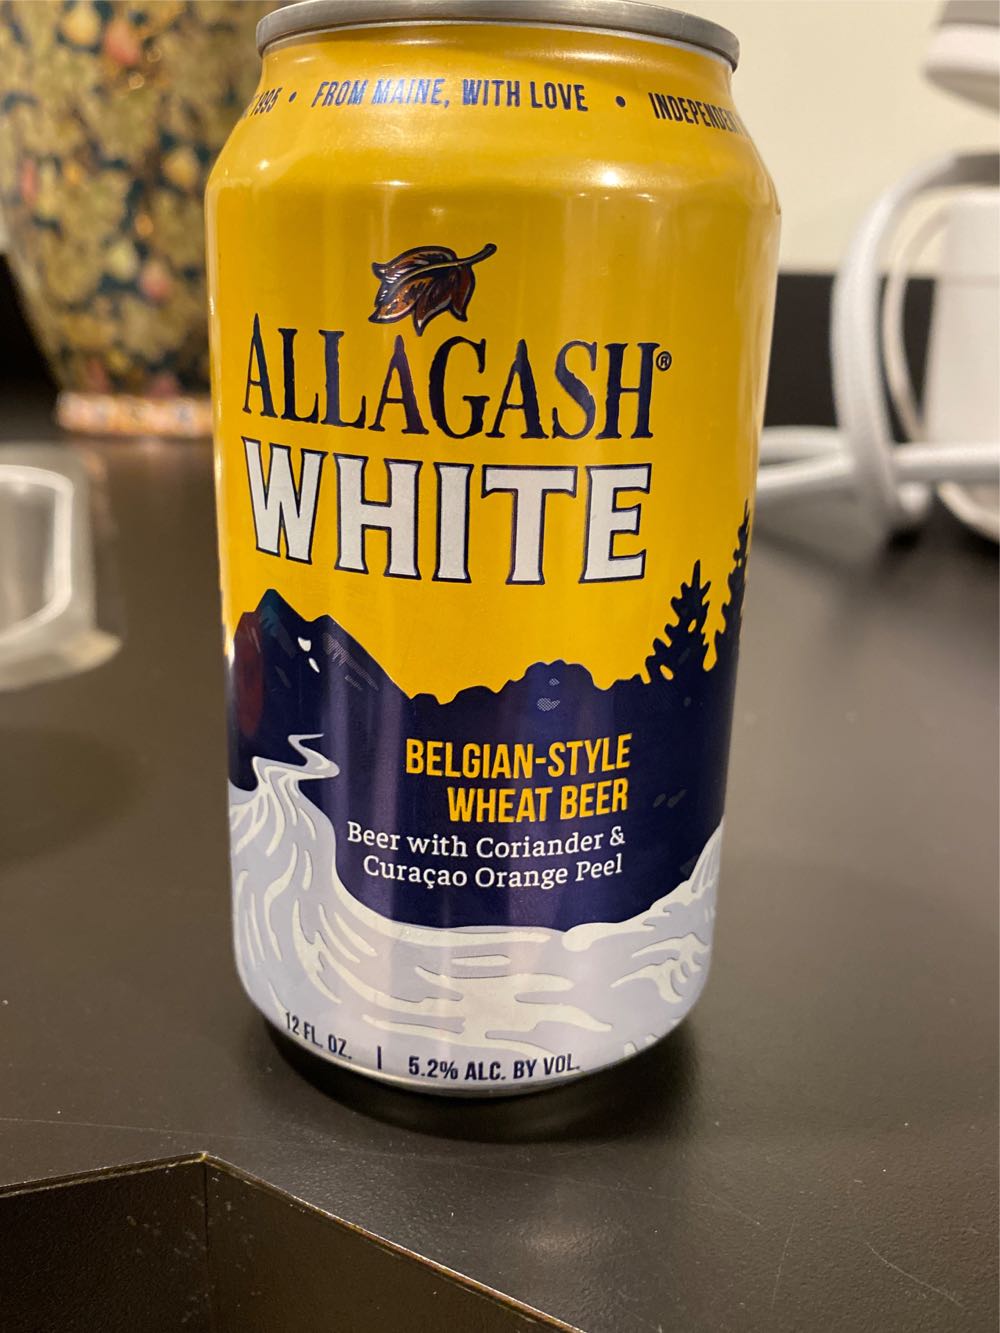 1995 • FROM MAINE, WITH LOVE •
ALLAGASH®
WHITE
BELGIAN-STYLE
WHEAT BEER
Beer with Coriander &
Curaçao Orange Peel
12 FL. OZ. | 5.2% ALC. BY VOL.